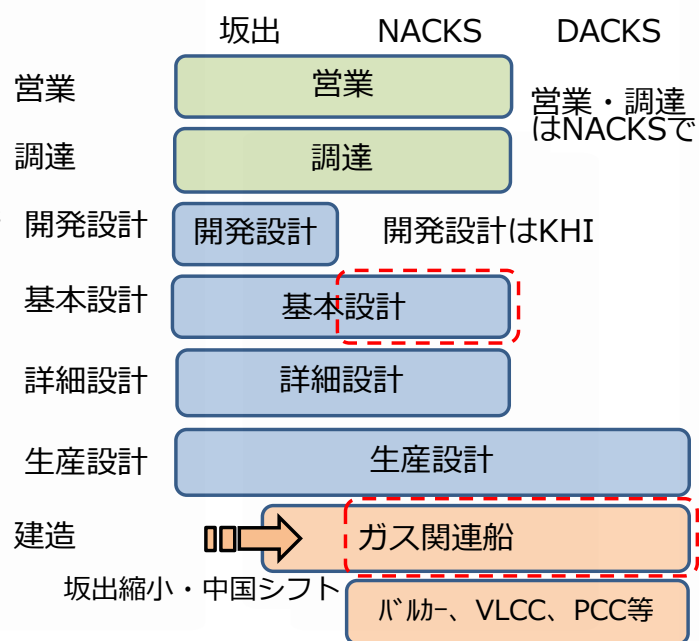 坂出 NACKS DACKS
営業 営業 営業・調達
はNACKSで
調達 調達
開発設計 開発設計 開発設計はKHI
基本設計 基本設計
詳細設計 詳細設計
生産設計 生産設計
建造 ガス関連船
坂出縮小・中国シフト
ﾊﾞﾙｶｰ、VLCC、PCC等